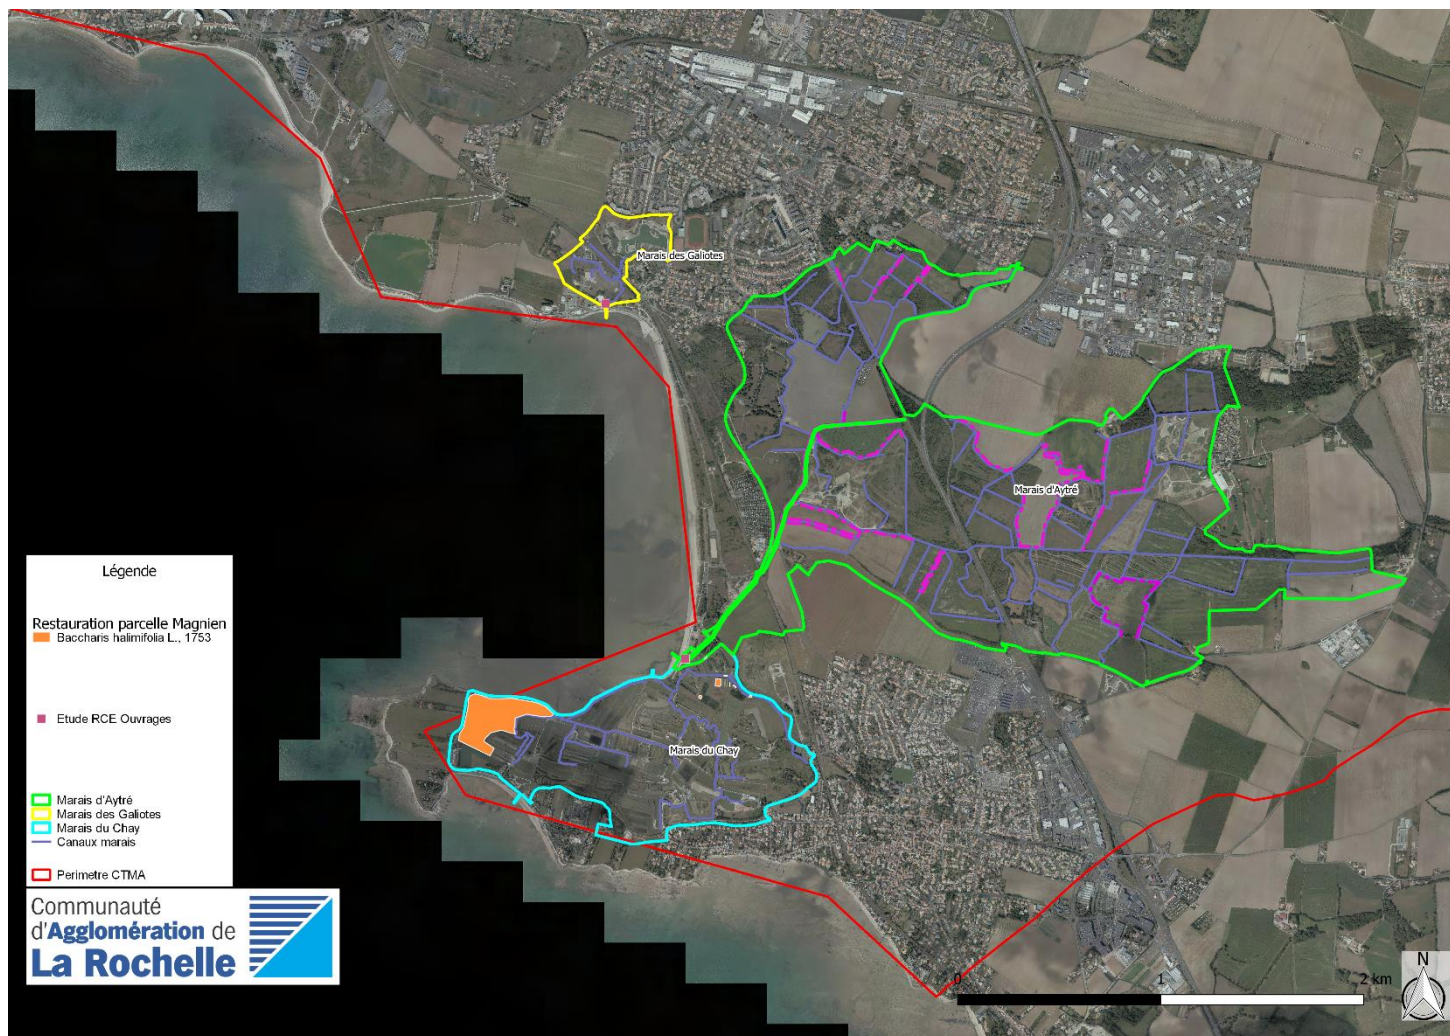 Marais des Galiotes
Marais d'Aytré
Marais du Chay
Légende
Restauration parcelle Magnien
Baccharis halimifolia L., 1753
Etude RCE Ouvrages
Marais d'Aytré
Marais des Galiotes
Marais du Chay
Canaux marais
Perimetre CTMA
Communauté
d'Agglomération de
La Rochelle
0 1 2 km
N